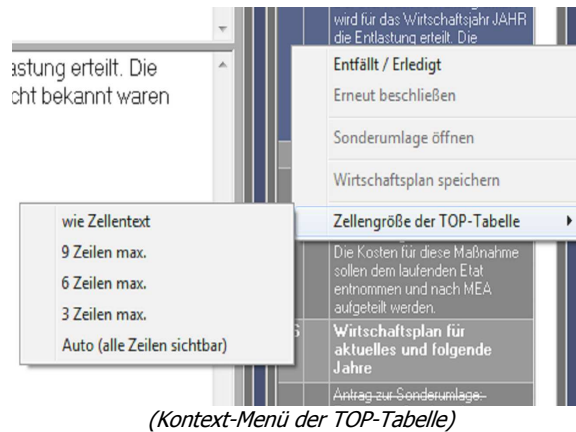 wird für das Wirtschaftsjahr JAHR
die Entlastung erteilt. Die
astung erteilt. Die
cht bekannt waren
Entfällt / Erledigt
Erneut beschließen
Sonderumlage öffnen
Wirtschaftsplan speichern
Zellengröße der TOP-Tabelle
wie Zellentext
9 Zeilen max.
6 Zeilen max.
3 Zeilen max.
Auto (alle Zeilen sichtbar)
Die Kosten für diese Maßnahme
sollen dem laufenden Etat
entnommen und nach MEA
aufgeteilt werden.
Wirtschaftsplan für
aktuelles und folgende
Jahre
Antrag zur Sonderumlage:
(Kontext-Menü der TOP-Tabelle)